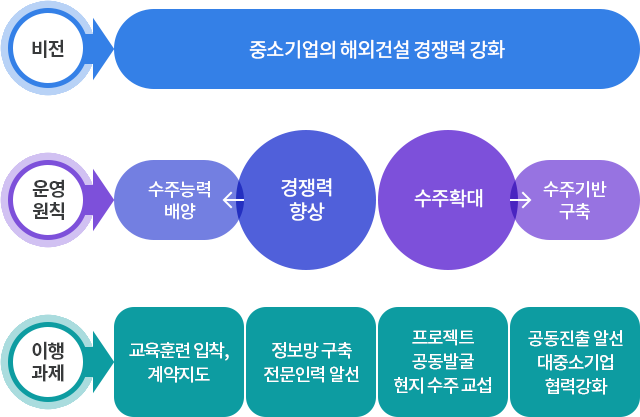 비전
중소기업의 해외건설 경쟁력 강화
운영
원칙
수주능력
배양
경쟁력
향상
수주확대
수주기반
구축
이행
과제
교육훈련 입착,
계약지도
정보망 구축
전문인력 알선
프로젝트
공동발굴
현지 수주 교섭
공동진출 알선
대중소기업
협력강화